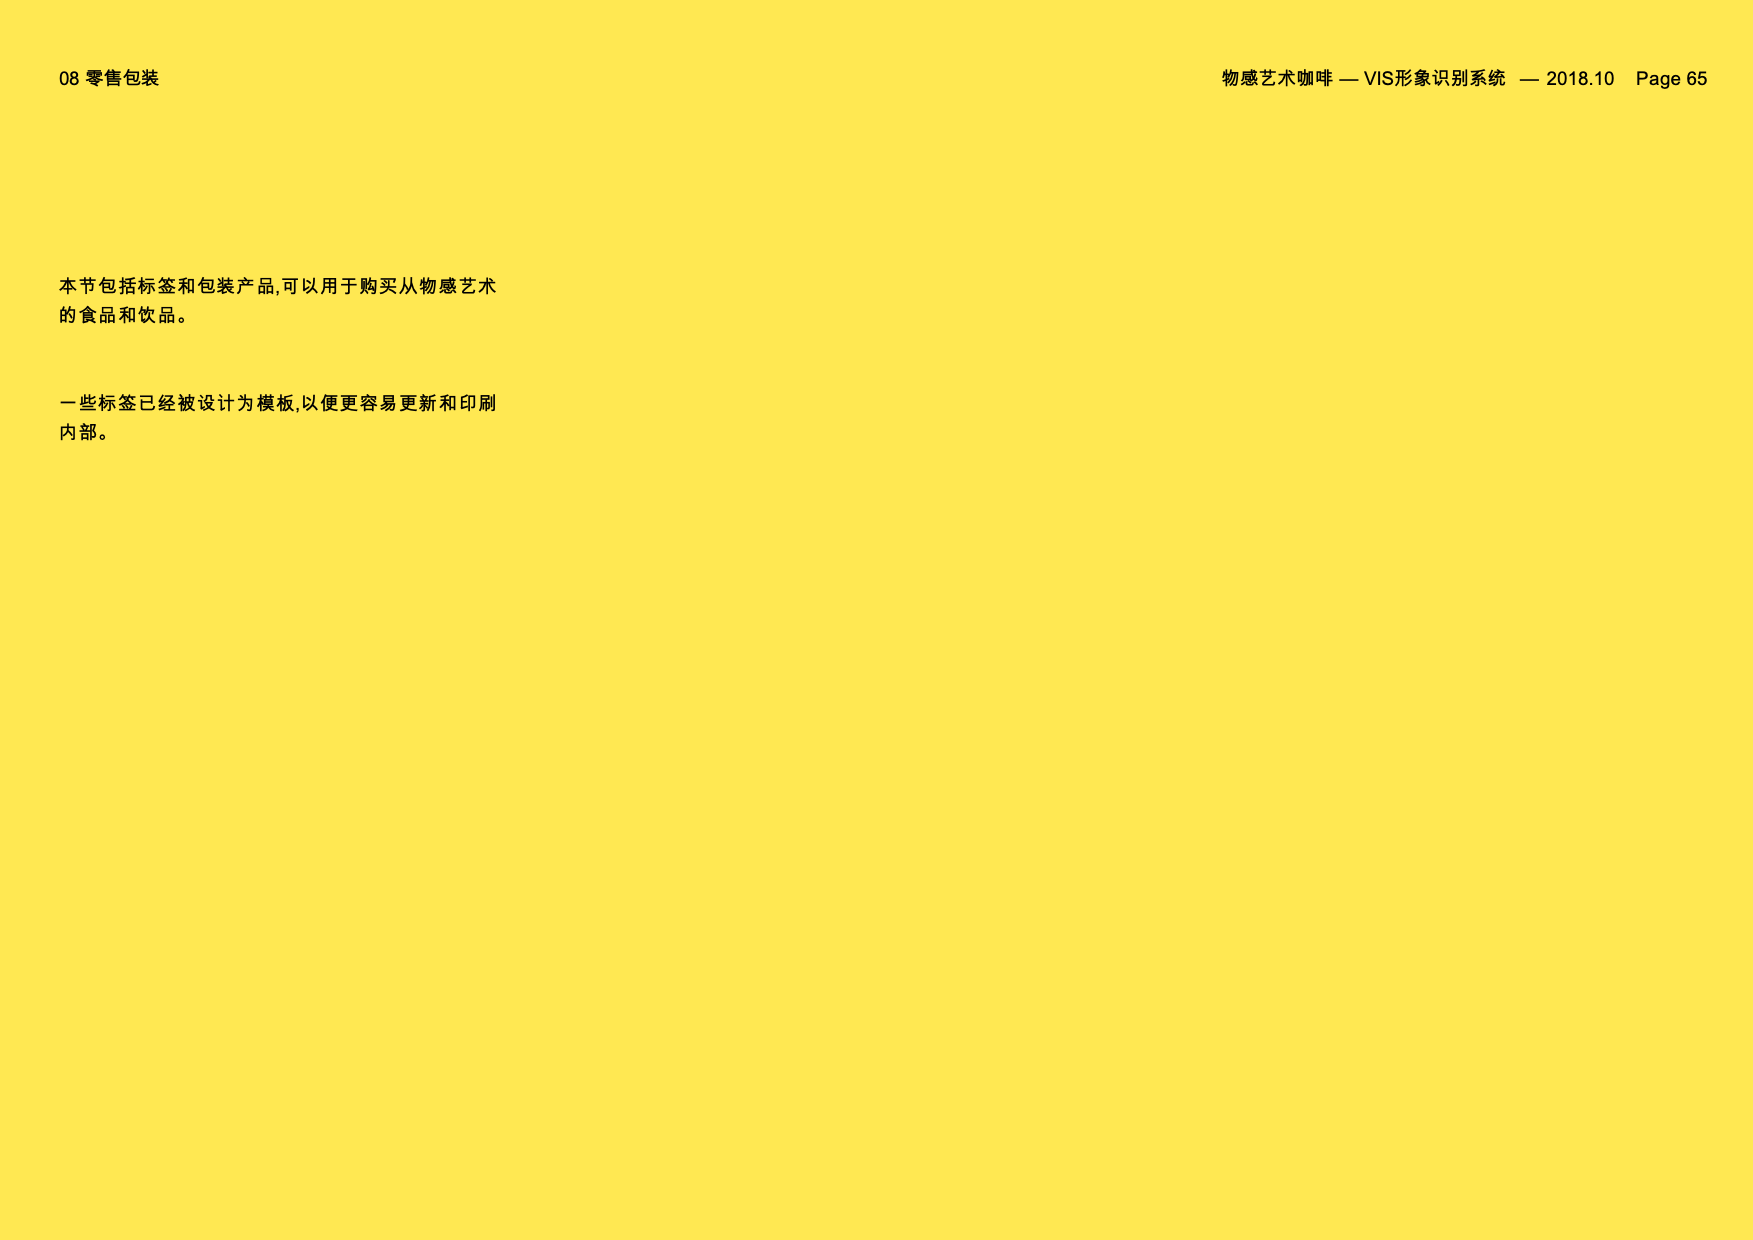 08 零售包装
物感艺术咖啡 — VIS形象识别系统 — 2018.10 Page 65
本节包括标签和包装产品,可以用于购买从物感艺术
的食品和饮品。
一些标签已经被设计为模板,以便更容易更新和印刷
内部。